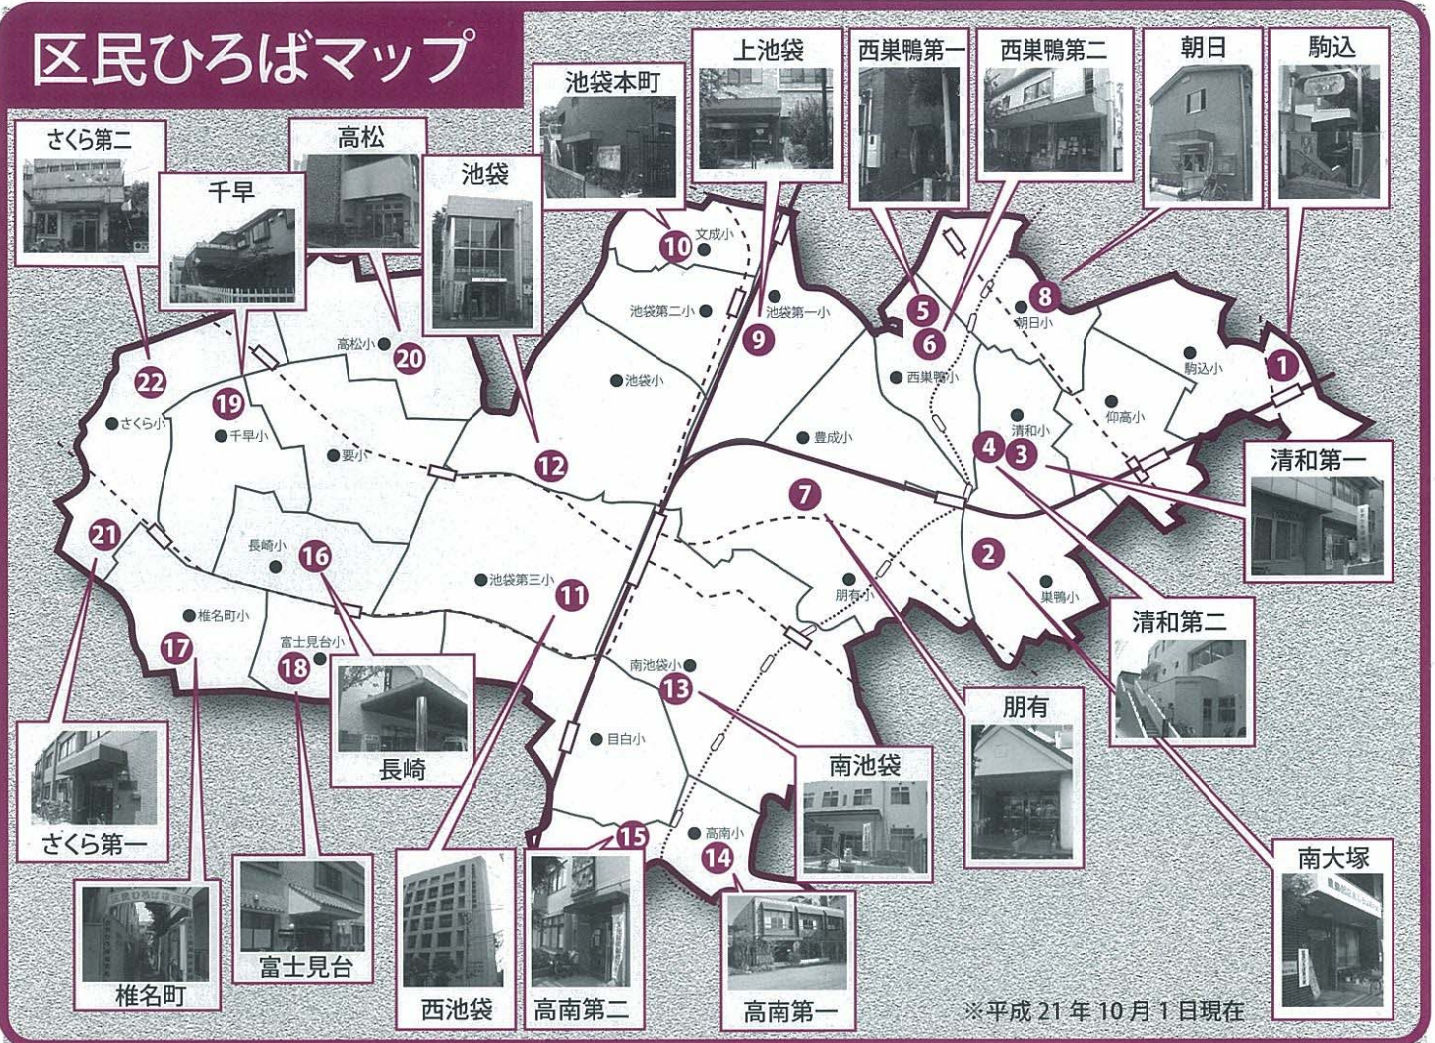 区民ひろばマップ
さくら第二
千早
高松
池袋
池袋本町
上池袋
西巣鴨第一
西巣鴨第二
朝日
駒込
10
文成小
池袋第二小
9
池袋第一小
5
6
8
朝日小
1
駒込小
22
高松小
20
池袋小
西巣鴨小
19
さくら小
千早小
要小
12
豊成小
4
3
清和小
仰高小
清和第一
7
21
長崎小
16
池袋第三小
11
2
朋有小
巣鴨小
清和第二
椎名町小
17
富士見台小
18
南池袋小
13
朋有
目白小
長崎
南池袋
さくら第一
15
高南小
14
南大塚
椎名町
富士見台
西池袋
高南第二
高南第一
※平成21年10月1日現在